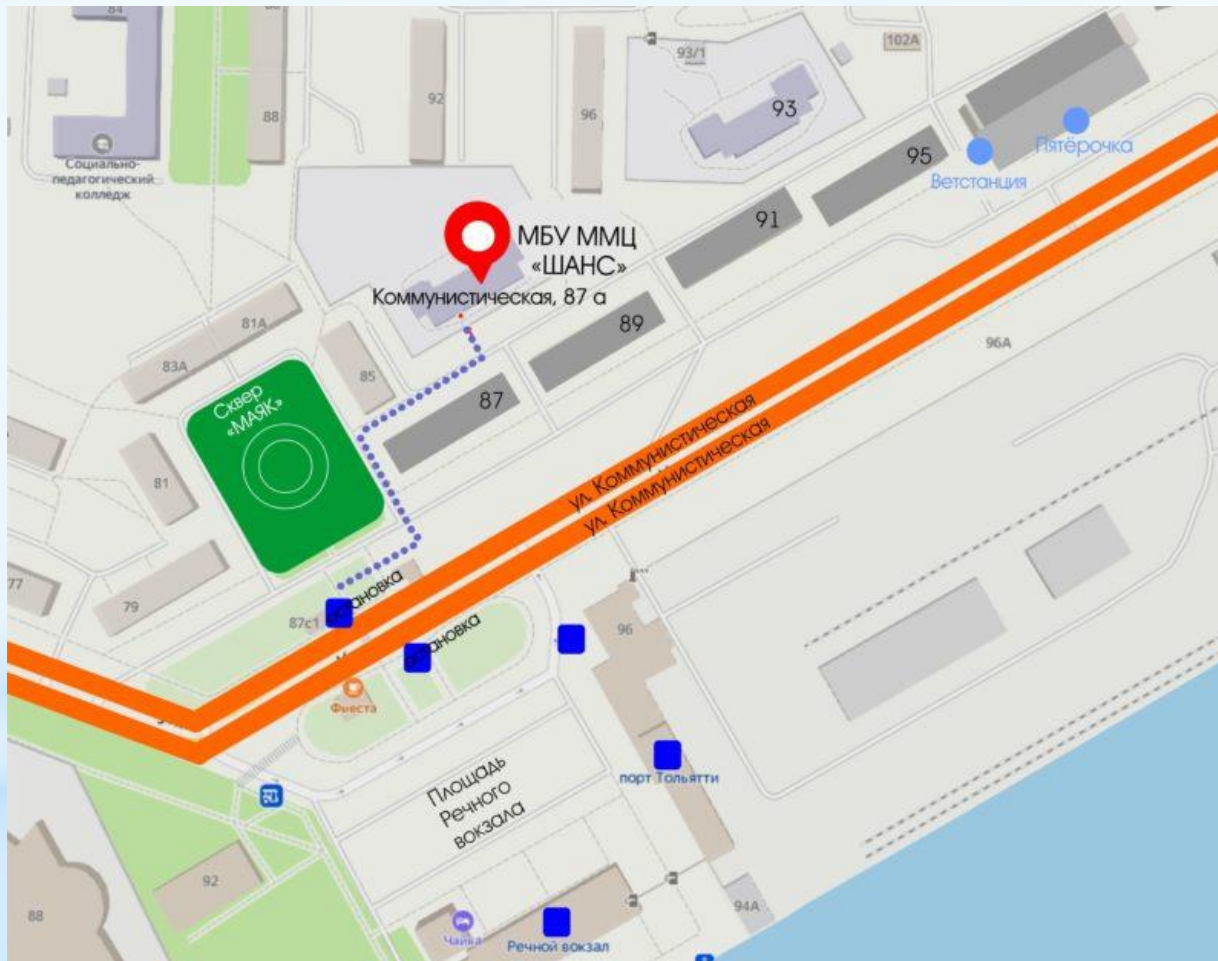 84
88
92
93/1
96
102А
93
95
Пятёрочка
Ветстанция
Социально-
педагогический
колледж
91
МБУ ММЦ
«ШАНС»
Коммунистическая, 87 а
81А
83А
85
89
96А
Сквер
«МАЯК»
87
81
ул. Коммунистическая
ул. Коммунистическая
77
79
87с1
остановка
остановка
96
Фиеста
порт Тольятти
Площадь
Речного
вокзала
92
88
94А
Чайка
Речной вокзал